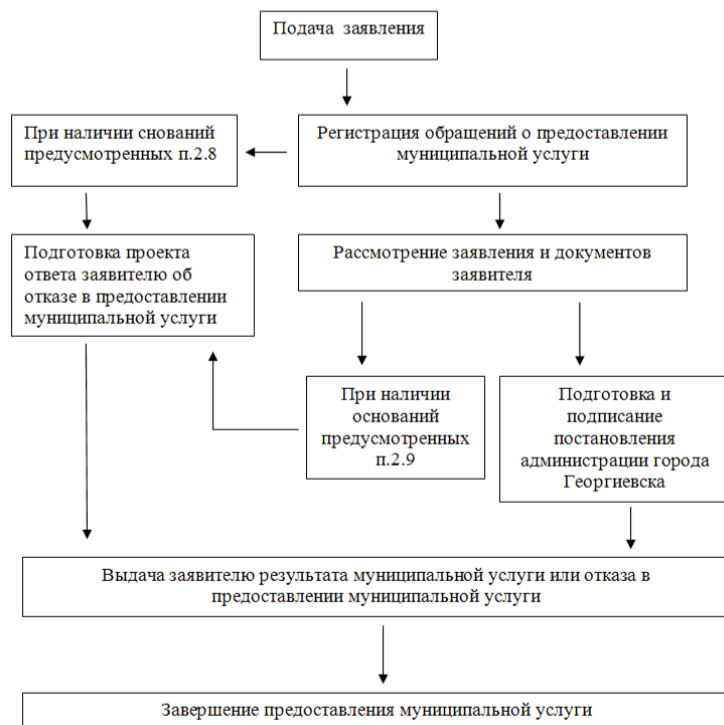 Подача заявления
При наличии снований
предусмотренных п.2.8
Регистрация обращений о предоставлении
муниципальной услуги
Подготовка проекта
ответа заявителю об
отказе в предоставлении
муниципальной услуги
Рассмотрение заявления и документов
заявителя
При наличии
оснований
предусмотренных
п.2.9
Подготовка и
подписание
постановления
администрации города
Георгиевска
Выдача заявителю результата муниципальной услуги или отказа в
предоставлении муниципальной услуги
Завершение предоставления муниципальной услуги